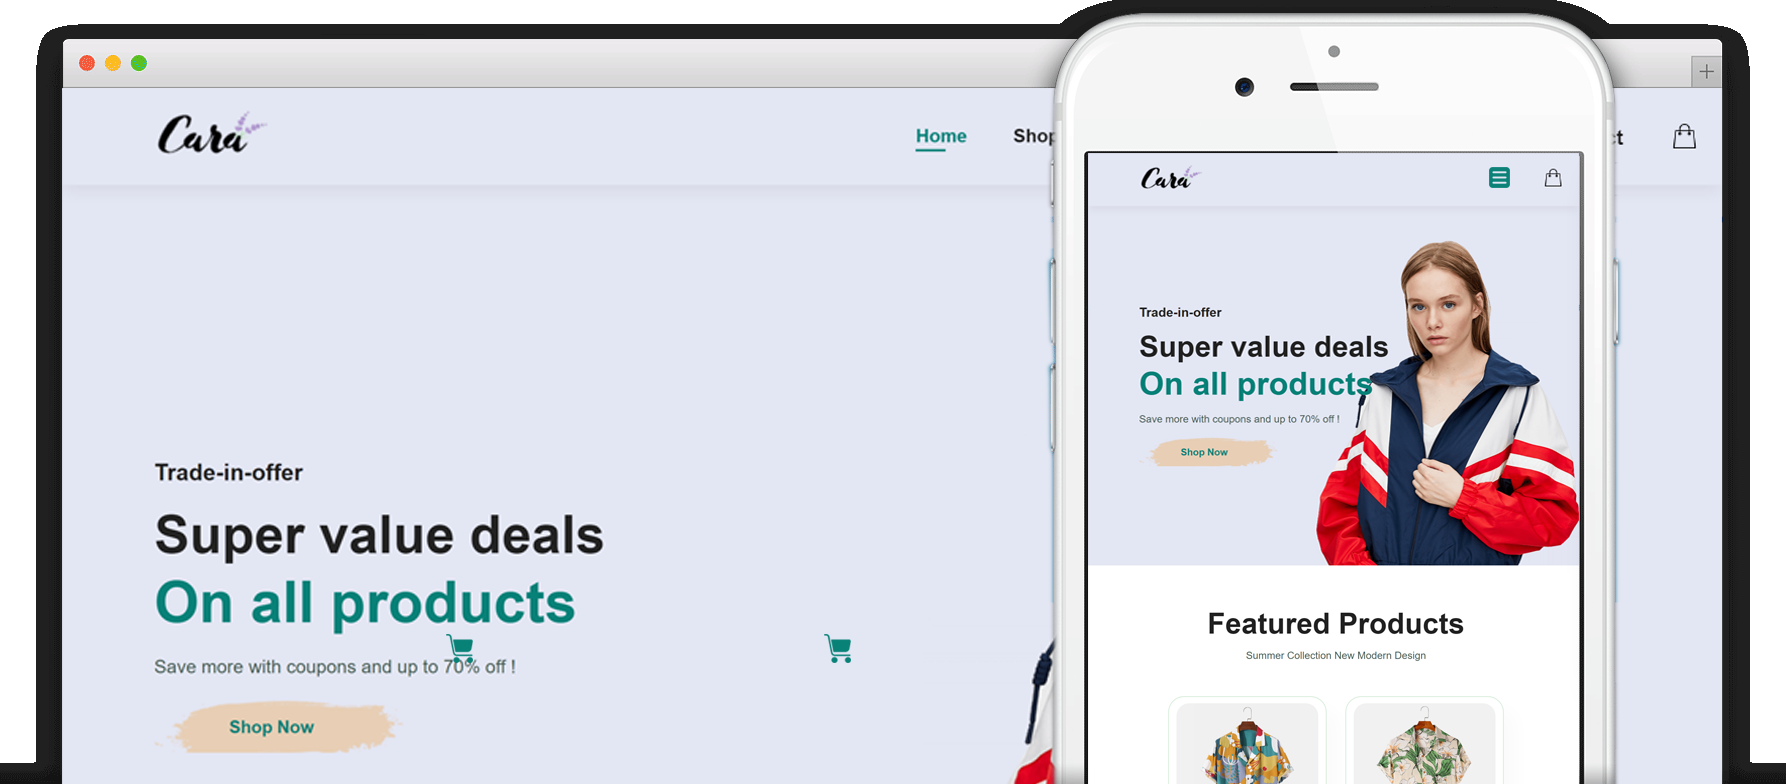 Cara
Home
Shop
ct
Trade-in-offer
Super value deals
On all products
Save more with coupons and up to 70% off !
Shop Now
Cara
Trade-in-offer
Super value deals
On all products
Save more with coupons and up to 70% off !
Shop Now
Featured Products
Summer Collection New Modern Design